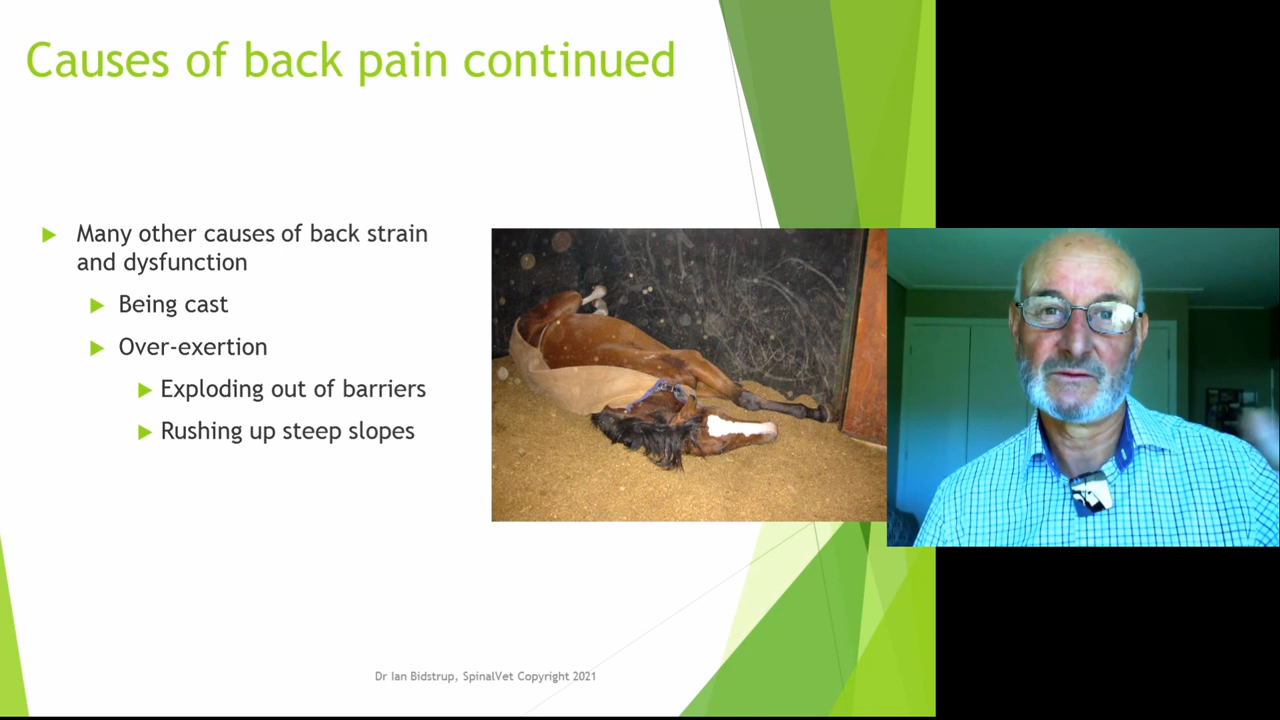 Causes of back pain continued
Many other causes of back strain
and dysfunction
Being cast
Over-exertion
Exploding out of barriers
Rushing up steep slopes
Dr Ian Bidstrup, SpinalVet Copyright 2021